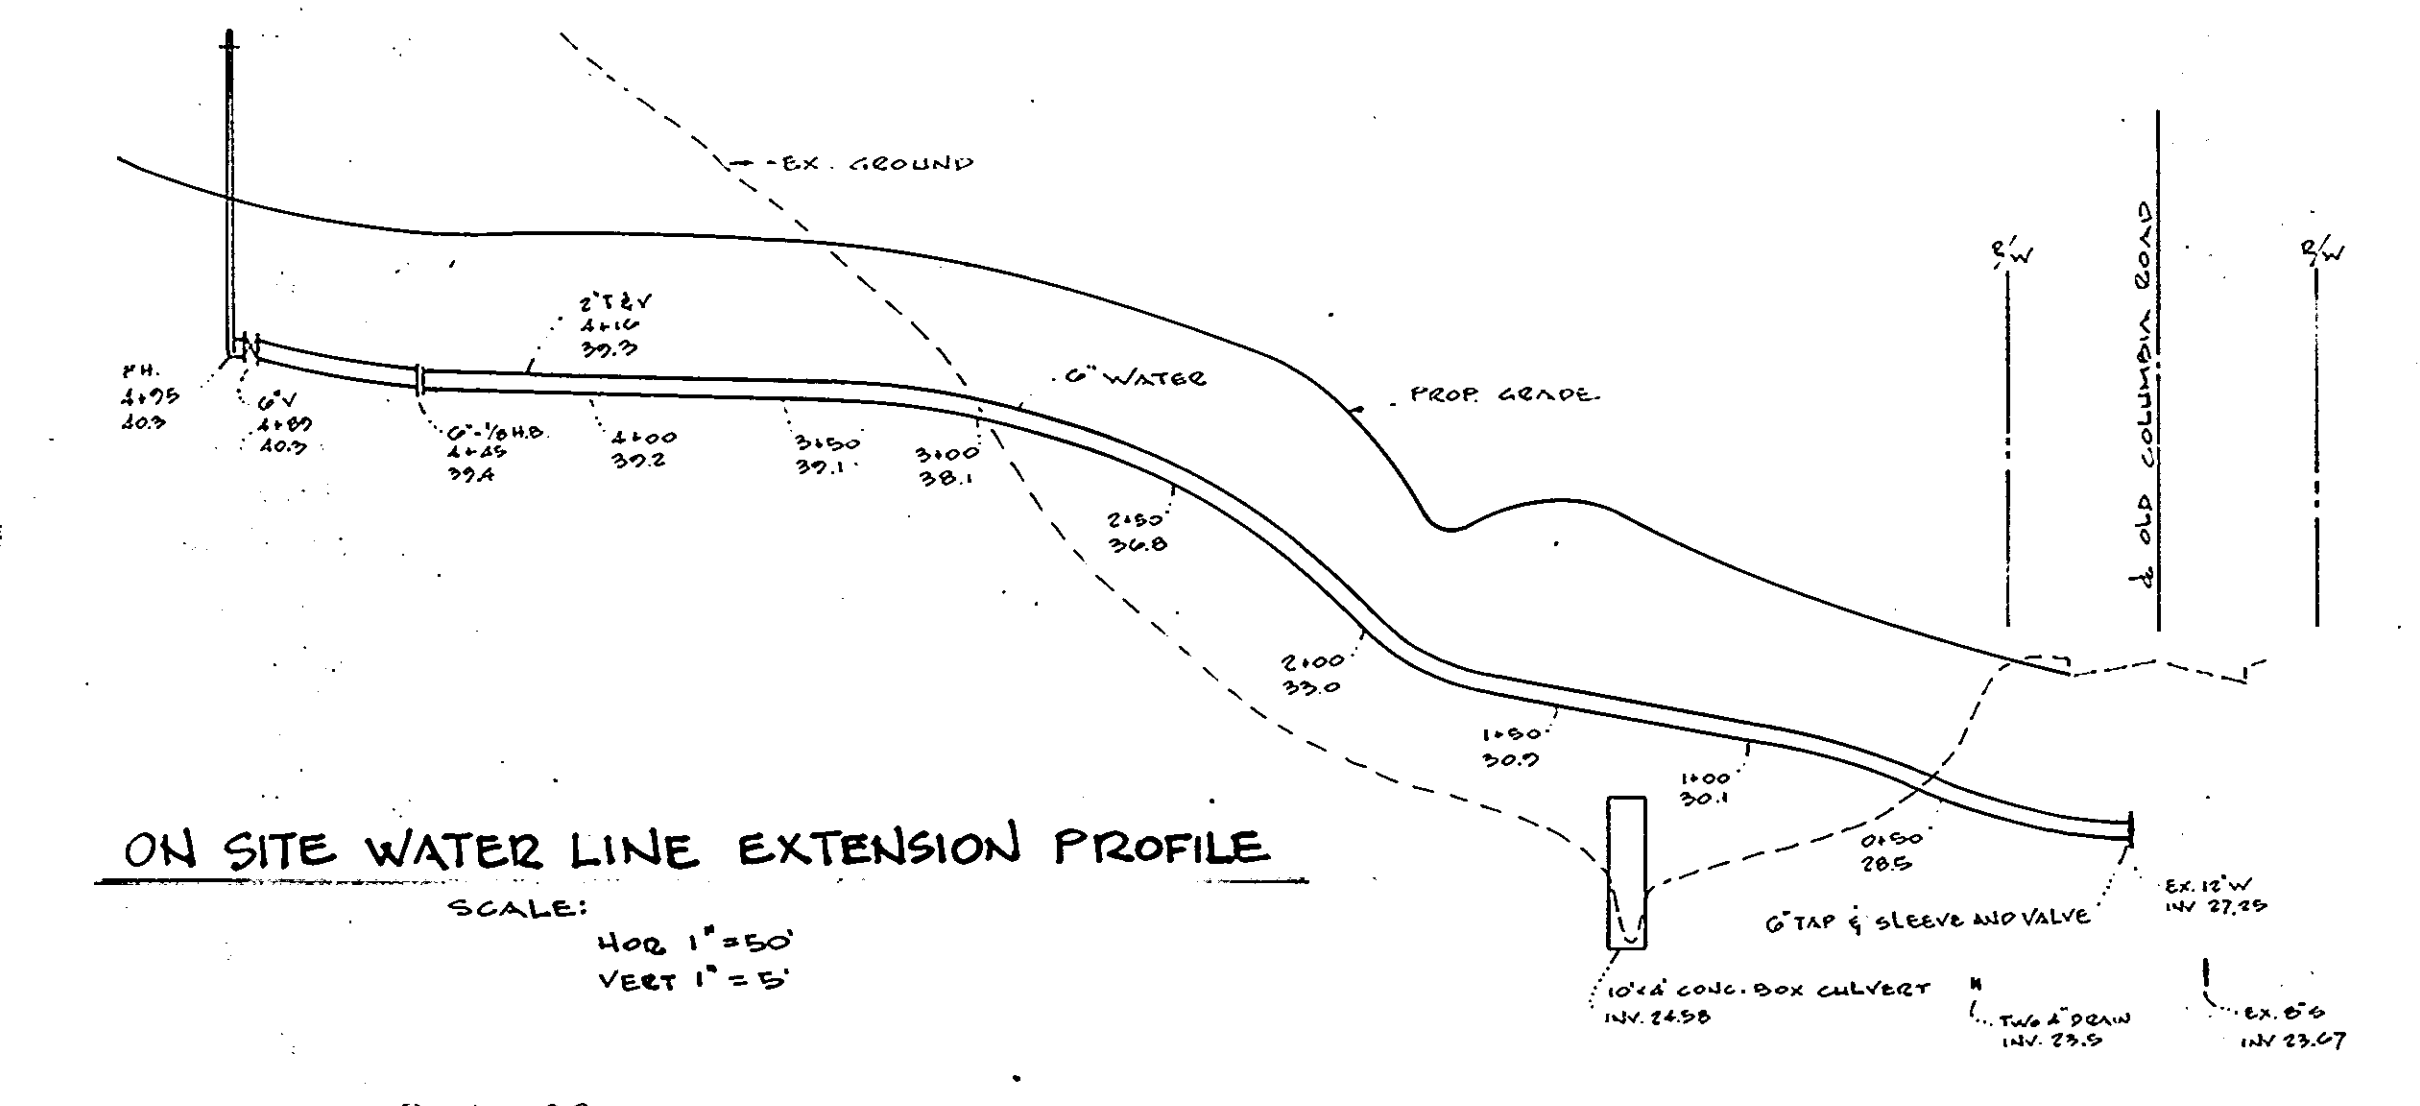 EX. GROUND
R/W
R/W
℄ OLD COLUMBIA ROAD
2" T & V
4+16
39.3
F.H.
4+95
40.3
6" V
4+89
40.3
6"-1/8 H.B.
4+45
39.4
4+00
39.2
3+50
39.1
3+00
38.1
6" WATER
PROP. GRADE
2+50
36.8
2+00
33.0
1+50
30.9
1+00
30.1
0+50
28.5
ON SITE WATER LINE EXTENSION PROFILE
SCALE:
HOR 1" = 50'
VERT 1" = 5'
EX. 12" W
INV 27.25
6" TAP & SLEEVE AND VALVE
10'x4' CONC. BOX CULVERT
INV. 24.58
TWO 4" DRAIN
INV. 23.5
EX. 8" S
INV 23.67